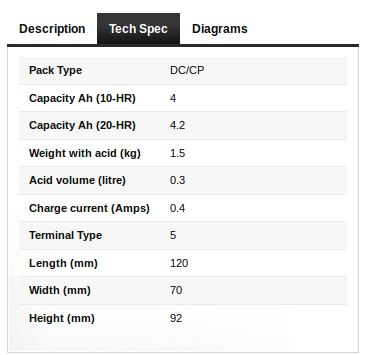 Description Tech Spec Diagrams
Pack Type DC/CP
Capacity Ah (10-HR) 4
Capacity Ah (20-HR) 4.2
Weight with acid (kg) 1.5
Acid volume (litre) 0.3
Charge current (Amps) 0.4
Terminal Type 5
Length (mm) 120
Width (mm) 70
Height (mm) 92